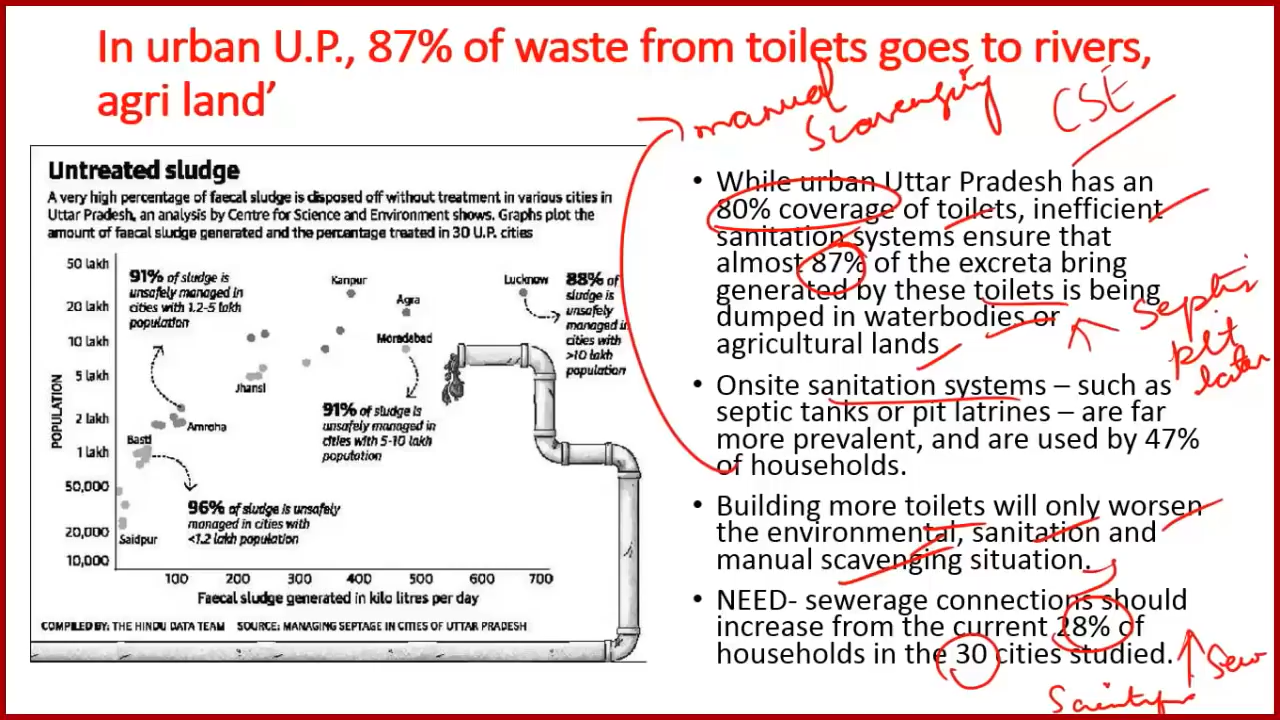 In urban U.P., 87% of waste from toilets goes to rivers,
agri land’
manual
scavenging
CSE
Untreated sludge
A very high percentage of faecal sludge is disposed off without treatment in various cities in
Uttar Pradesh, an analysis by Centre for Science and Environment shows. Graphs plot the
amount of faecal sludge generated and the percentage treated in 30 U.P. cities
50 lakh
20 lakh
10 lakh
5 lakh
2 lakh
1 lakh
50,000
20,000
10,000
POPULATION
91% of sludge is
unsafely managed in
cities with 1.2-5 lakh
population
Kanpur
Agra
Moradabad
Lucknow
88% of
sludge is
unsafely
managed in
cities with
>10 lakh
population
Jhansi
91% of sludge is
unsafely managed in
cities with 5-10 lakh
population
Amroha
Basti
96% of sludge is unsafely
managed in cities with
<1.2 lakh population
Saidpur
100 200 300 400 500 600 700
Faecal sludge generated in kilo litres per day
COMPILED BY: THE HINDU DATA TEAM SOURCE: MANAGING SEPTAGE IN CITIES OF UTTAR PRADESH
• While urban Uttar Pradesh has an
80% coverage of toilets, inefficient
sanitation systems ensure that
almost 87% of the excreta bring
generated by these toilets is being
dumped in waterbodies or
agricultural lands
septic
pit
• Onsite sanitation systems – such as
septic tanks or pit latrines – are far
more prevalent, and are used by 47%
of households.
• Building more toilets will only worsen
the environmental, sanitation and
manual scavenging situation.
• NEED- sewerage connections should
increase from the current 28% of
households in the 30 cities studied.
Sew